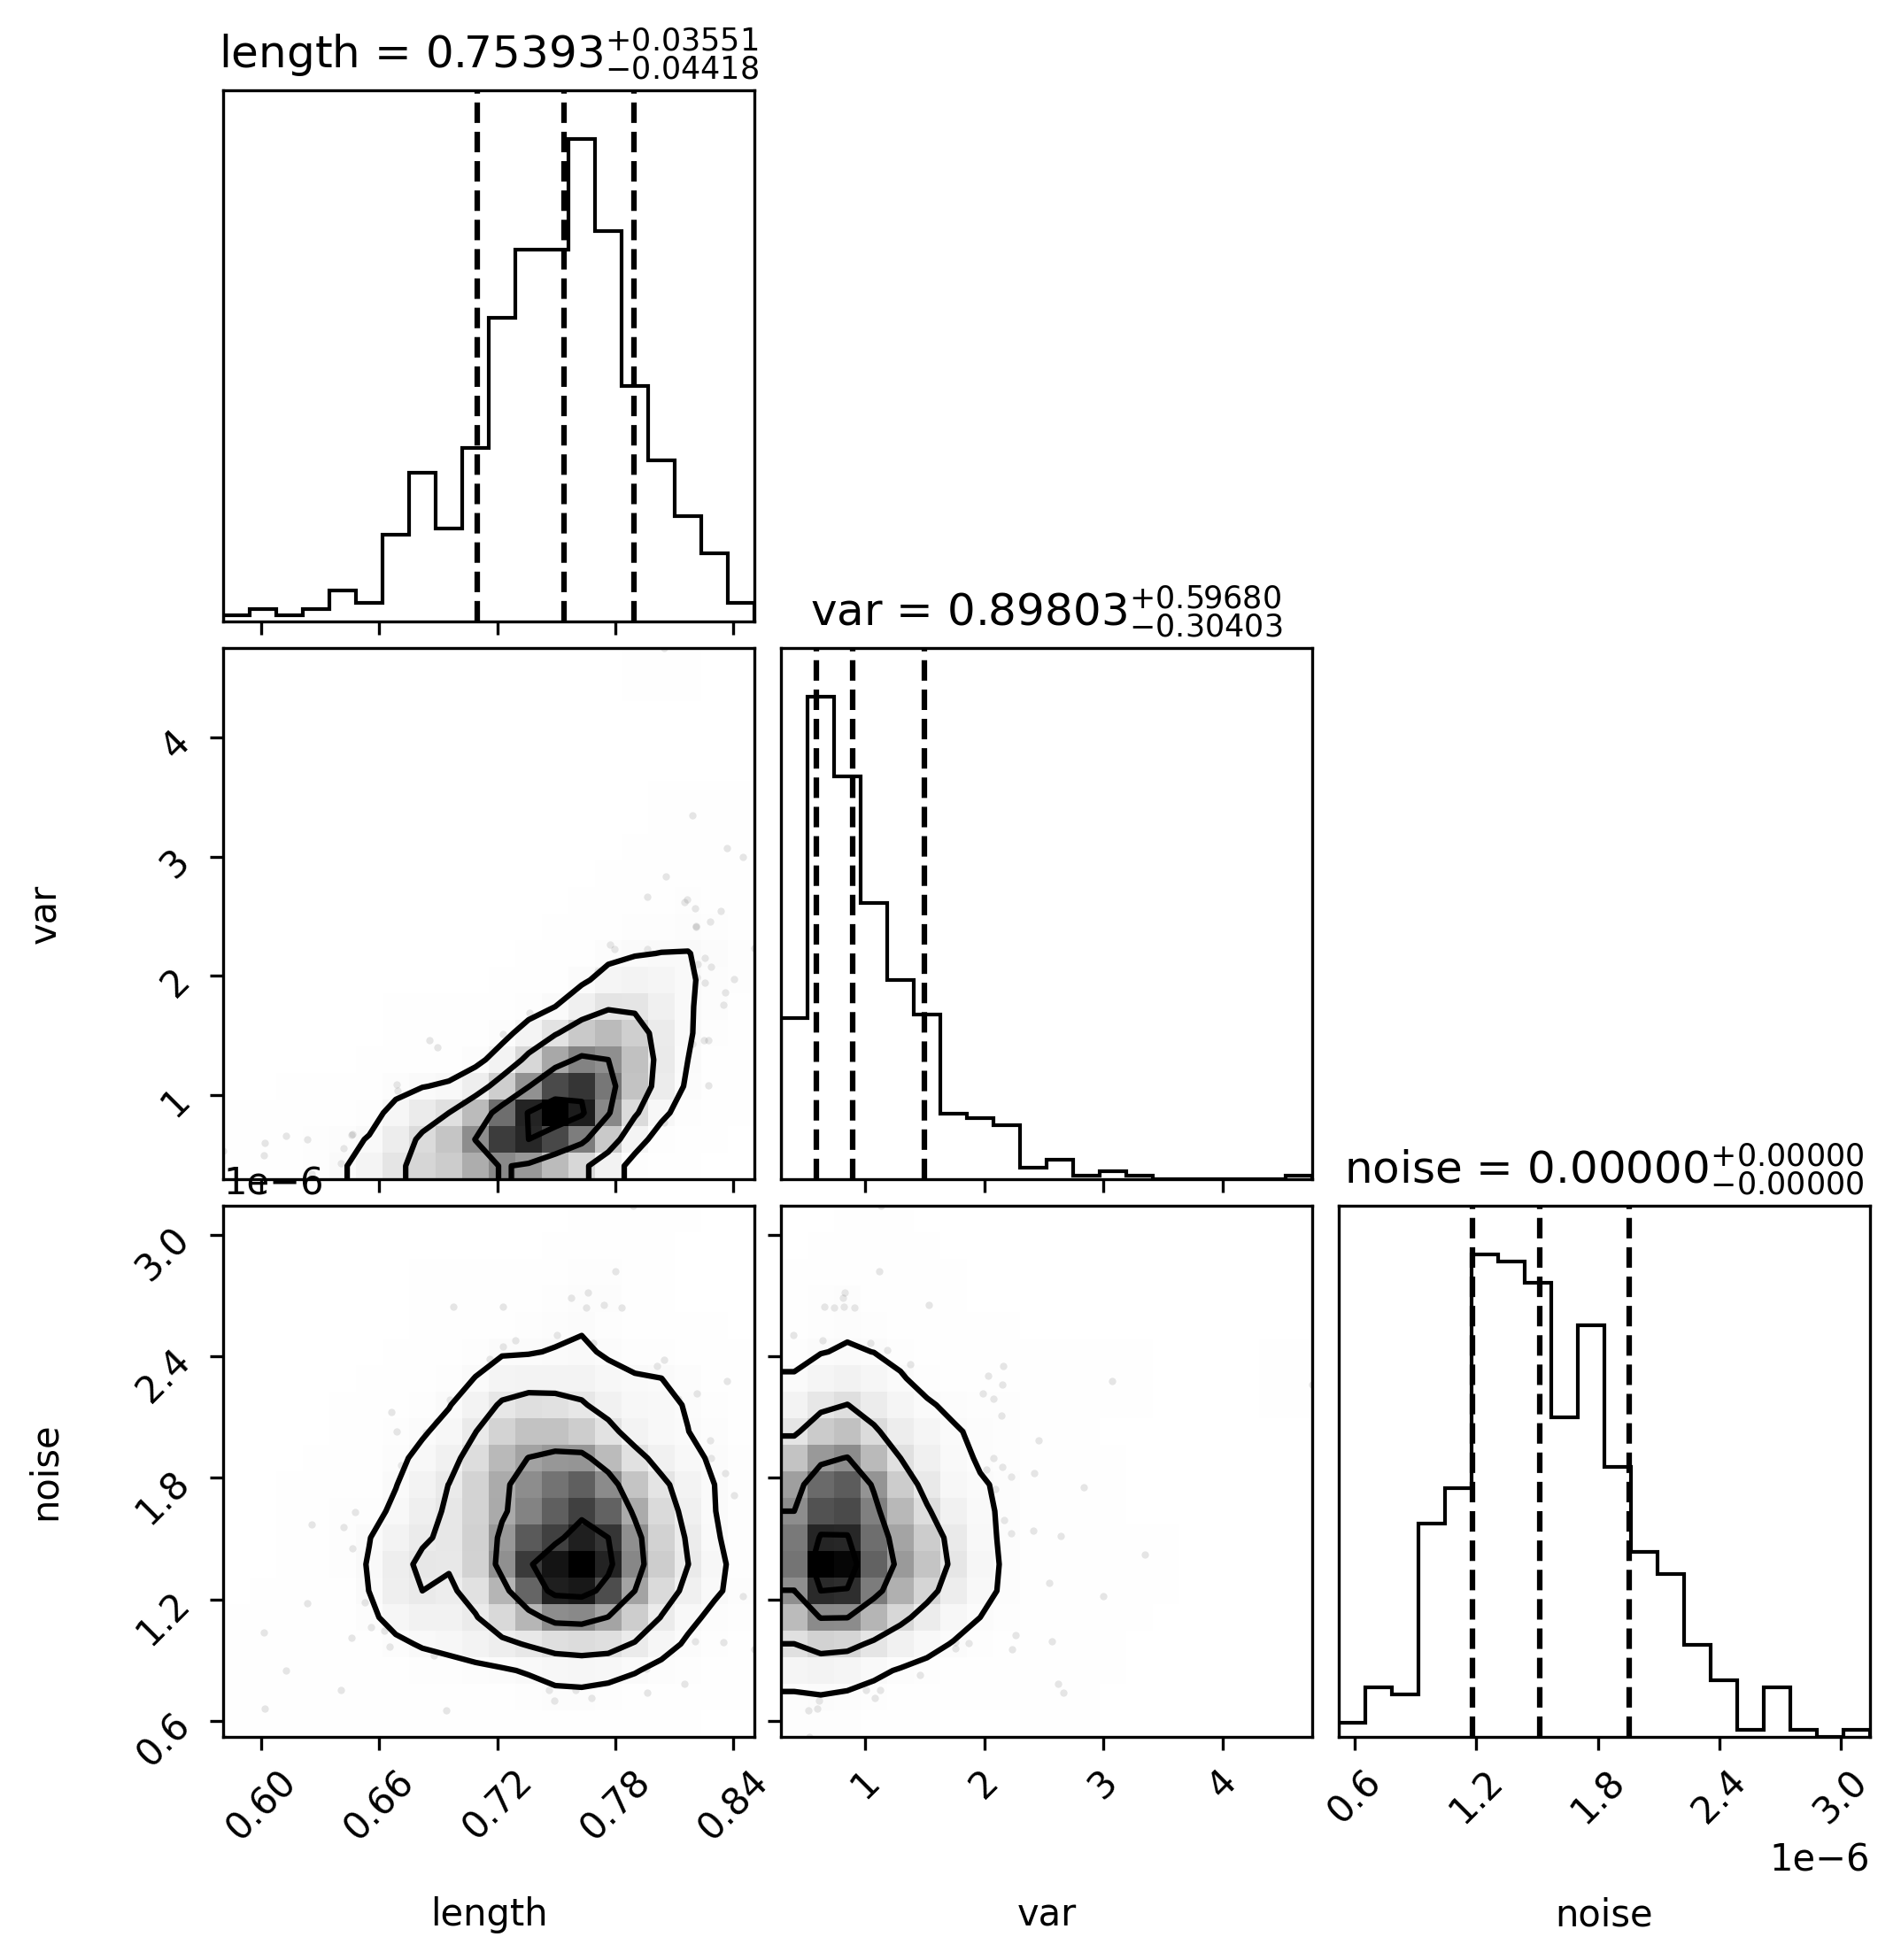 length = 0.75393 +0.03551 −0.04418
var = 0.89803 +0.59680 −0.30403
4
3
2
1
var
noise = 0.00000 +0.00000 −0.00000
1e−6
3.0
2.4
1.8
1.2
0.6
noise
0.60 0.66 0.72 0.78 0.84
1 2 3 4
0.6 1.2 1.8 2.4 3.0
1e−6
length
var
noise